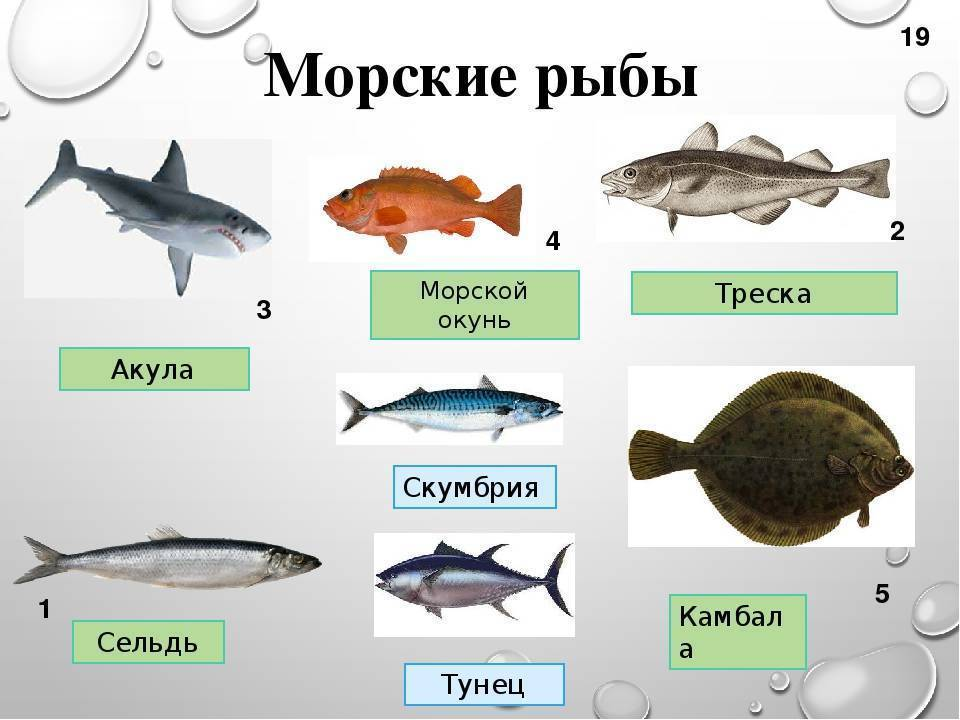 19
Морские рыбы
3
Акула
4
Морской
окунь
2
Треска
Скумбрия
1
Сельдь
Тунец
5
Камбал
а